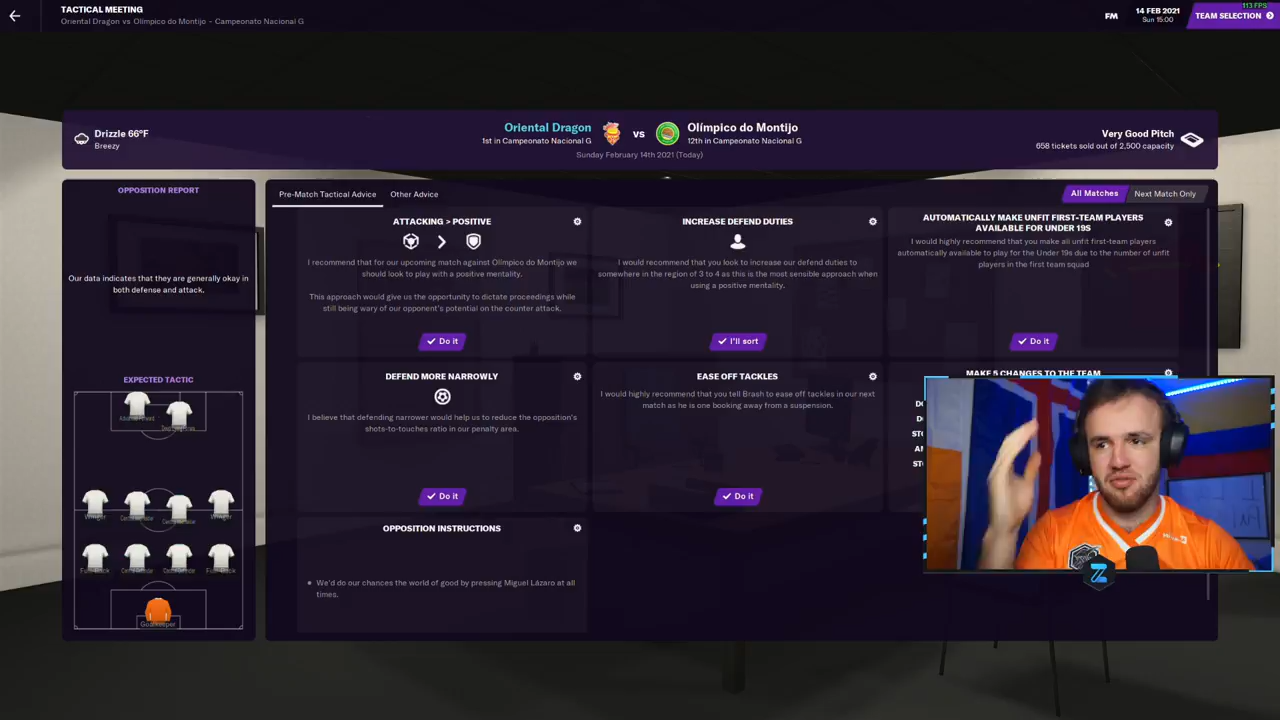 TACTICAL MEETING
Oriental Dragon vs Olímpico do Montijo - Campeonato Nacional G
FM
14 FEB 2021
Sun 15:00
113 FPS
TEAM SELECTION
Drizzle 66°F
Breezy
Oriental Dragon
1st in Campeonato Nacional G
VS
Olímpico do Montijo
12th in Campeonato Nacional G
Sunday February 14th 2021 (Today)
Very Good Pitch
658 tickets sold out of 2,500 capacity
OPPOSITION REPORT
Our data indicates that they are generally okay in
both defense and attack.
EXPECTED TACTIC
Winger
Winger
Goalkeeper
Pre-Match Tactical Advice
Other Advice
All Matches
Next Match Only
ATTACKING > POSITIVE
I recommend that for our upcoming match against Olímpico do Montijo we
should look to play with a positive mentality.
This approach would give us the opportunity to dictate proceedings while
still being wary of our opponent's potential on the counter attack.
Do it
INCREASE DEFEND DUTIES
I would recommend that you look to increase our defend duties to
somewhere in the region of 3 to 4 as this is the most sensible approach when
using a positive mentality.
I'll sort
AUTOMATICALLY MAKE UNFIT FIRST-TEAM PLAYERS
AVAILABLE FOR UNDER 19S
I would highly recommend that you make all unfit first-team players
automatically available to play for the Under 19s due to the number of unfit
players in the first team squad
Do it
DEFEND MORE NARROWLY
I believe that defending narrower would help us to reduce the opposition's
shots-to-touches ratio in our penalty area.
Do it
EASE OFF TACKLES
I would highly recommend that you tell Brash to ease off tackles in our next
match as he is one booking away from a suspension.
Do it
MAKE 5 CHANGES TO THE TEAM
OPPOSITION INSTRUCTIONS
• We'd do our chances the world of good by pressing Miguel Lázaro at all
times.